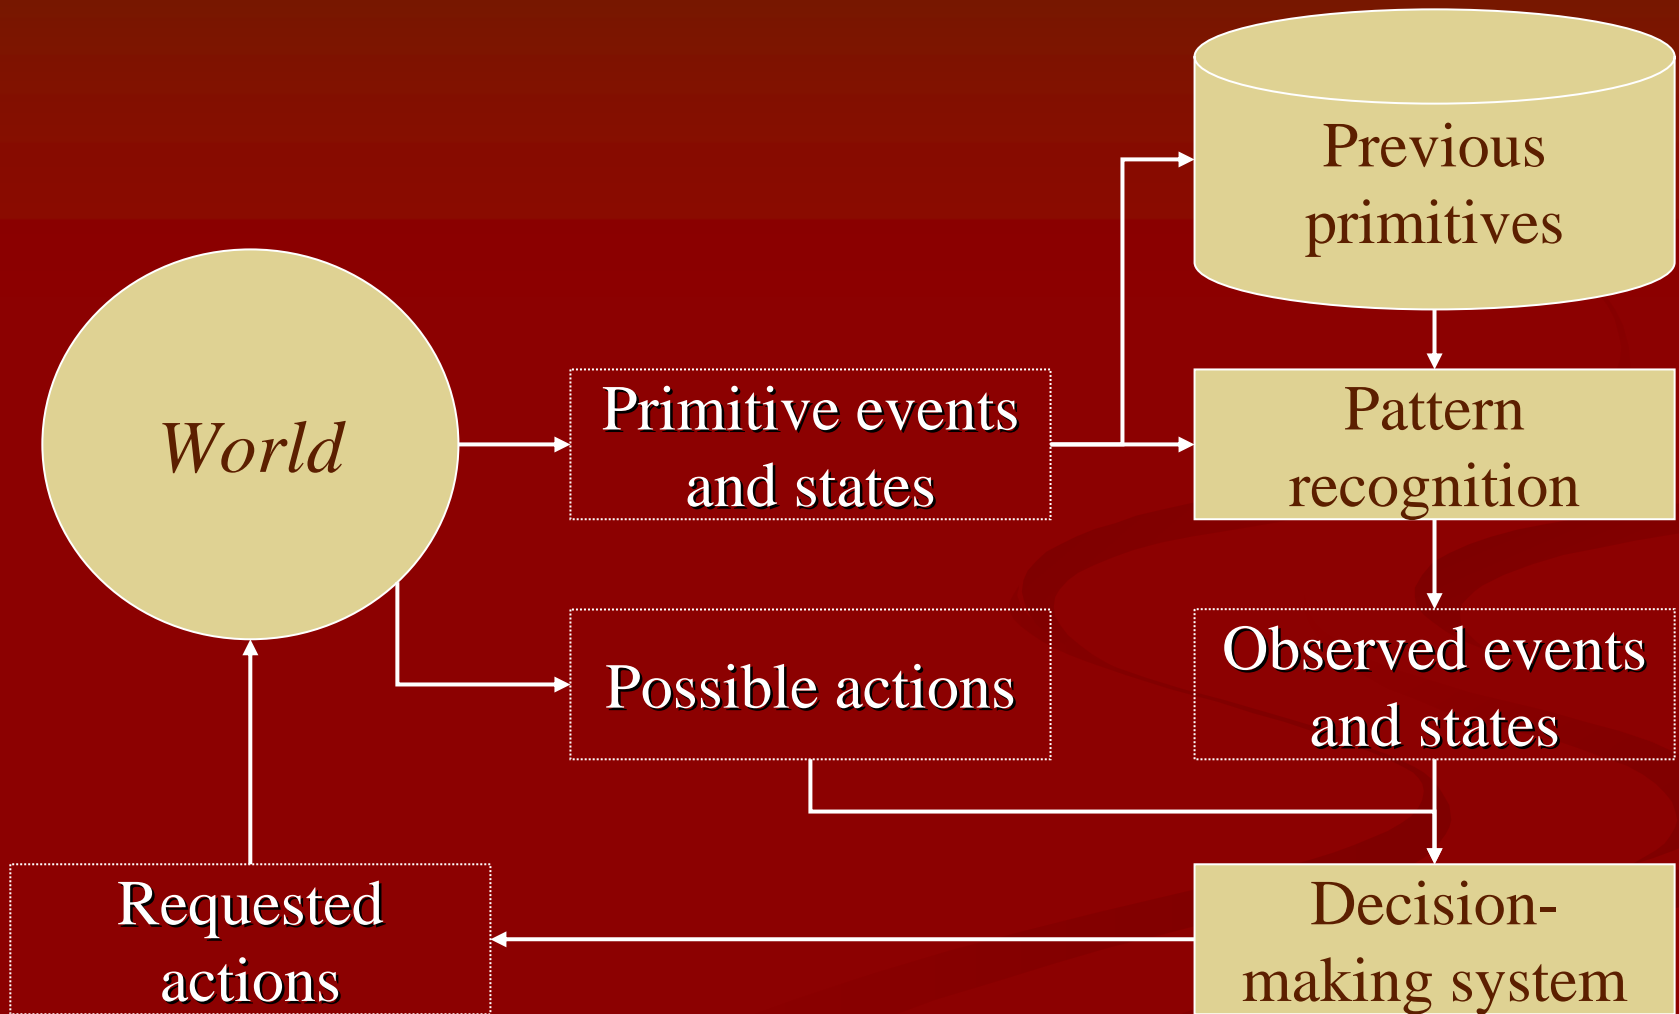 Previous
primitives
World
Primitive events
and states
Pattern
recognition
Possible actions
Observed events
and states
Requested
actions
Decision-
making system